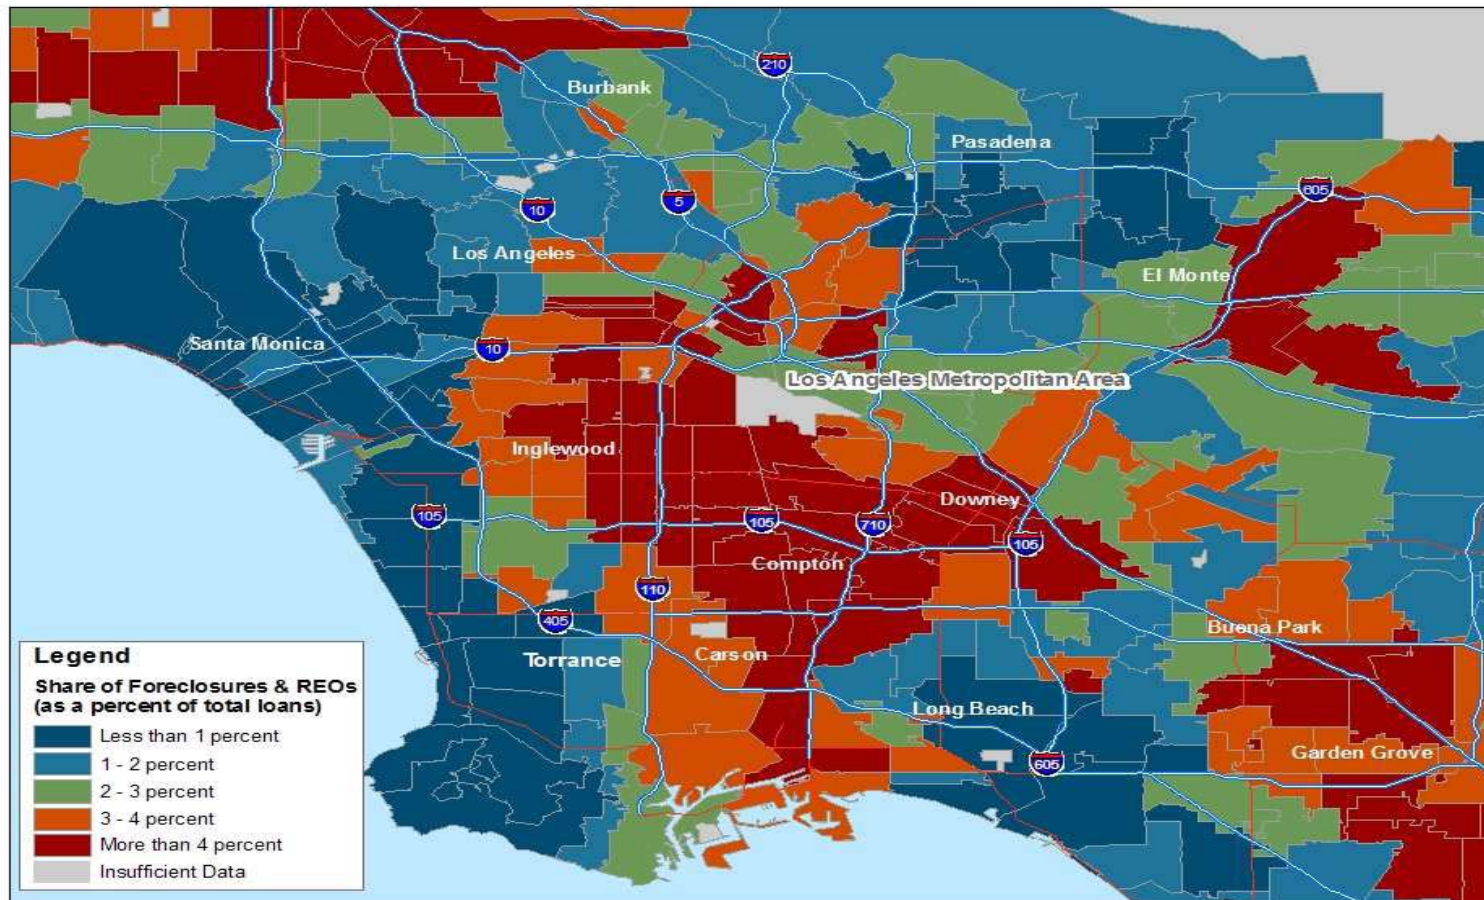 210
Burbank
Pasadena
605
10
5
Los Angeles
El Monte
Santa Monica
10
Los Angeles Metropolitan Area
Inglewood
Downey
105
105
710
105
Compton
110
405
Buena Park
Torrance
Carson
Long Beach
Garden Grove
605
Legend
Share of Foreclosures & REOs
(as a percent of total loans)
Less than 1 percent
1 - 2 percent
2 - 3 percent
3 - 4 percent
More than 4 percent
Insufficient Data